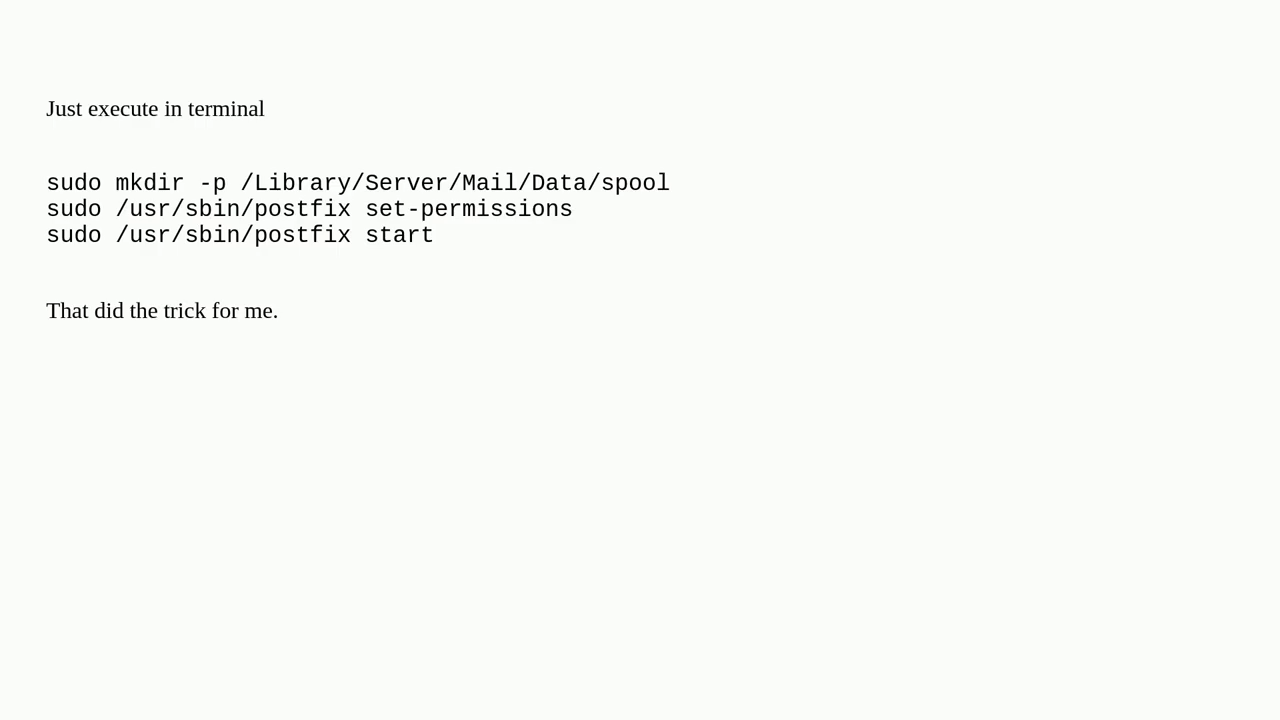 Just execute in terminal
sudo mkdir -p /Library/Server/Mail/Data/spool
sudo /usr/sbin/postfix set-permissions
sudo /usr/sbin/postfix start
That did the trick for me.